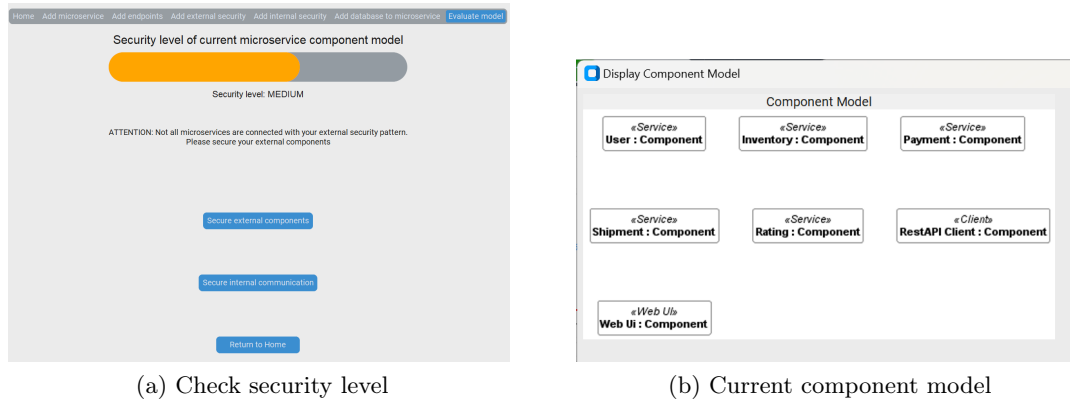 Home Add microservice Add endpoints Add external security Add internal security Add database to microservice Evaluate model
Security level of current microservice component model
Security level: MEDIUM
ATTENTION: Not all microservices are connected with your external security pattern.
Please secure your external components
Secure external components
Secure internal communication
Return to Home
(a) Check security level
Display Component Model
Component Model
«Service» «Service» «Service»
User : Component Inventory : Component Payment : Component
«Service» «Service» «Client»
Shipment : Component Rating : Component RestAPI Client : Component
«Web UI»
Web Ui : Component
(b) Current component model